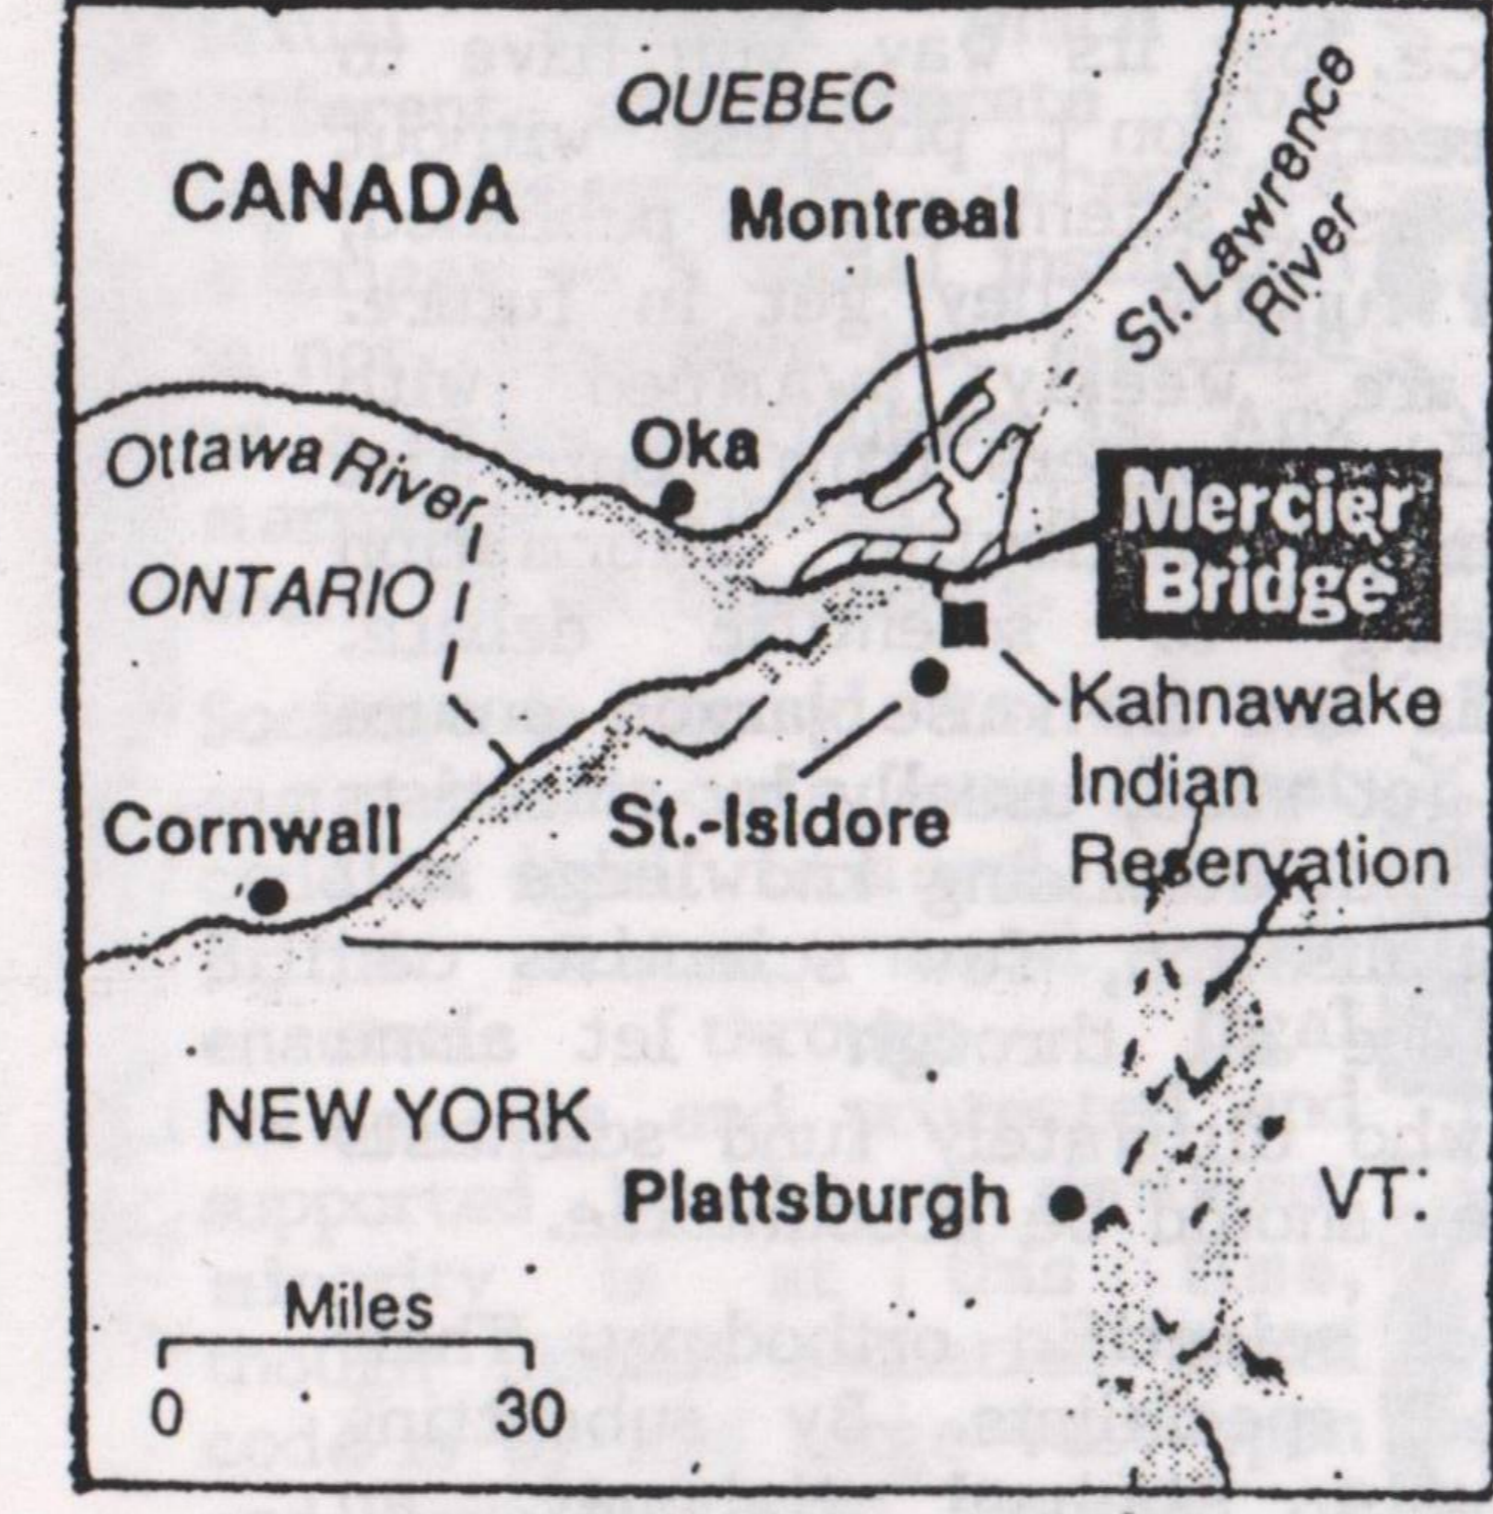 QUEBEC
CANADA
Montreal
St. Lawrence
River
Oka
Ottawa River
Mercier
Bridge
ONTARIO
Kahnawake
Indian
Reservation
St.-Isidore
Cornwall
NEW YORK
Plattsburgh
VT.
Miles
0 30